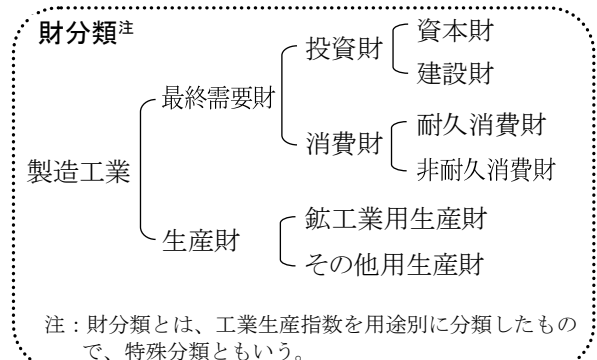 財分類注
製造工業
最終需要財
投資財
資本財
建設財
消費財
耐久消費財
非耐久消費財
生産財
鉱工業用生産財
その他用生産財
注：財分類とは、工業生産指数を用途別に分類したもの
で、特殊分類ともいう。